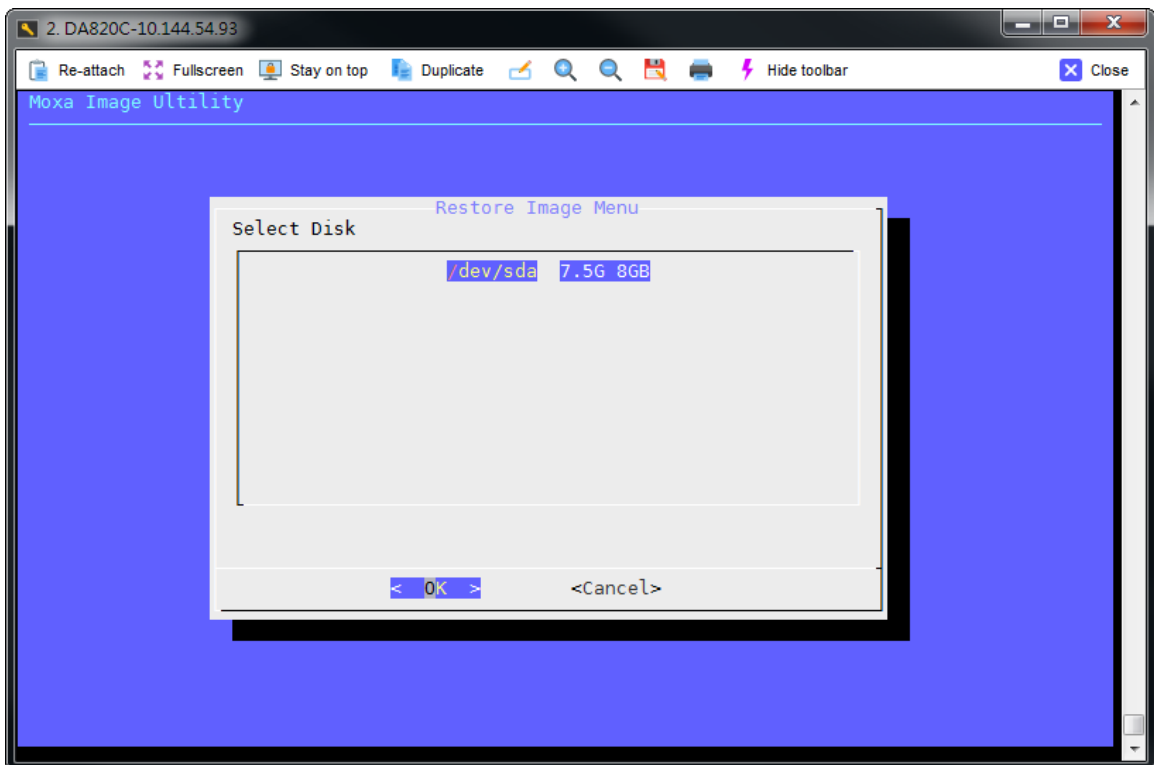 2. DA820C-10.144.54.93
Re-attach Fullscreen Stay on top Duplicate Hide toolbar Close
Moxa Image Ultility
Restore Image Menu
Select Disk
/dev/sda 7.5G 8GB
< OK > <Cancel>